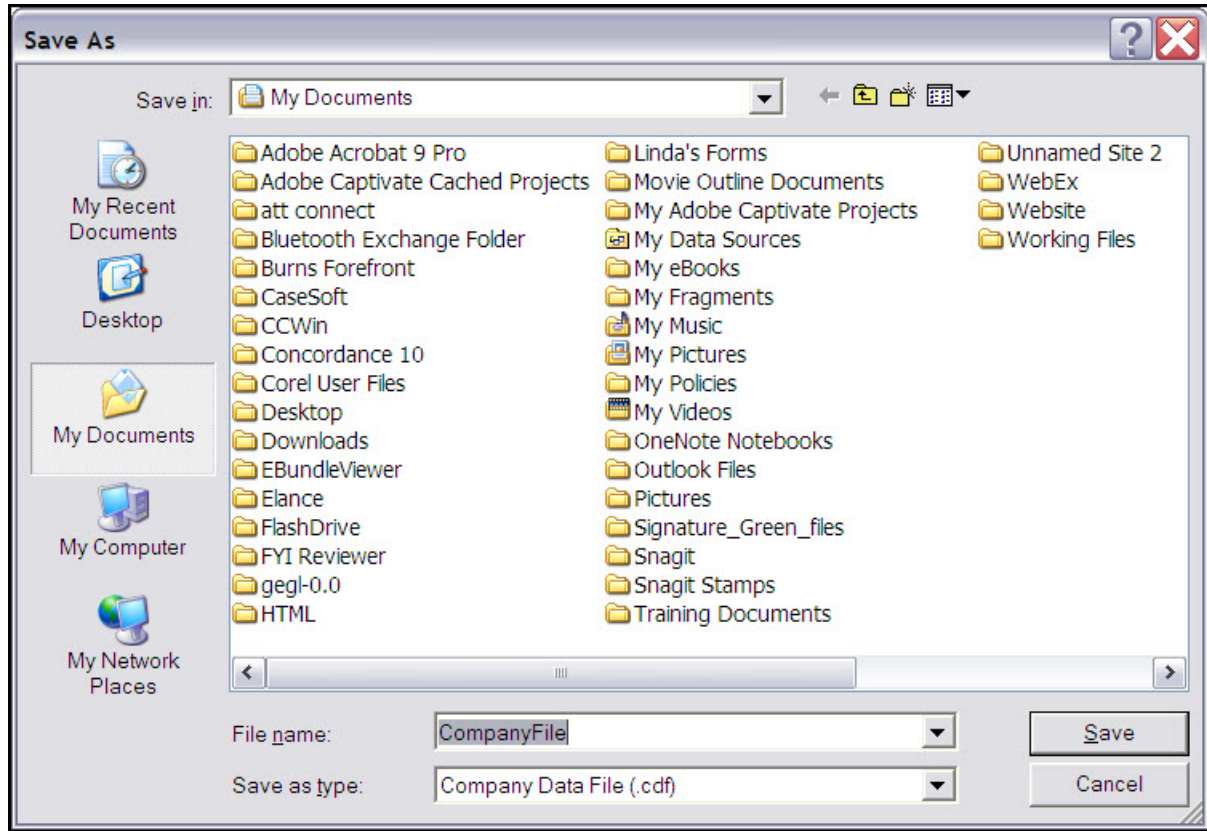 Save As
Save in:
My Documents
My Recent
Documents
Desktop
My Documents
My Computer
My Network
Places
Adobe Acrobat 9 Pro
Adobe Captivate Cached Projects
att connect
Bluetooth Exchange Folder
Burns Forefront
CaseSoft
CCWin
Concordance 10
Corel User Files
Desktop
Downloads
EBundleViewer
Elance
FlashDrive
FYI Reviewer
gegl-0.0
HTML
Linda's Forms
Movie Outline Documents
My Adobe Captivate Projects
My Data Sources
My eBooks
My Fragments
My Music
My Pictures
My Policies
My Videos
OneNote Notebooks
Outlook Files
Pictures
Signature_Green_files
Snagit
Snagit Stamps
Training Documents
Unnamed Site 2
WebEx
Website
Working Files
File name:
CompanyFile
Save
Save as type:
Company Data File (.cdf)
Cancel